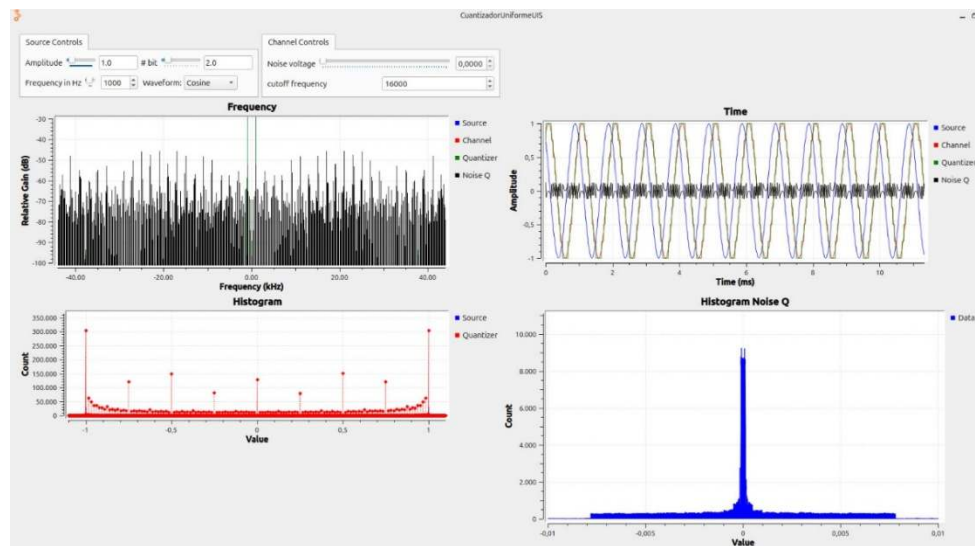 CuantizadorUniformeUIS
Source Controls
Amplitude 1.0 # bit 2.0
Frequency in Hz 1000 Waveform: Cosine
Channel Controls
Noise voltage 0,0000
cutoff frequency 16000
Frequency
Relative Gain (dB)
-30
-40
-50
-60
-70
-80
-90
-100
-40.00 -20.00 0.00 20.00 40.00
Frequency (kHz)
Source
Channel
Quantizer
Noise Q
Time
Amplitude
1
0,5
0
-0,5
-1
0 2 4 6 8 10
Time (ms)
Source
Channel
Quantizer
Noise Q
Histogram
Count
350.000
300.000
250.000
200.000
150.000
100.000
50.000
0.000
-1 -0,5 0 0,5 1
Value
Source
Quantizer
Histogram Noise Q
Count
10.000
8.000
6.000
4.000
2.000
0
-0,01 -0,005 0 0,005 0,01
Value
Data